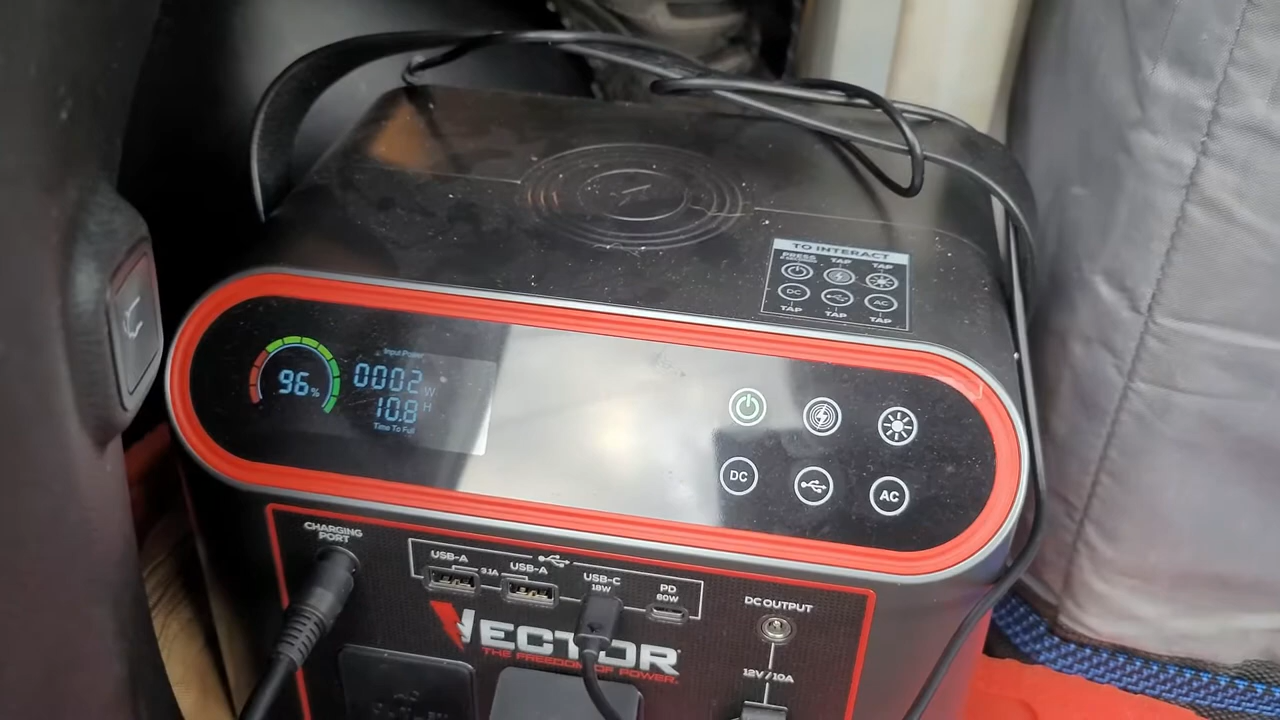 TO INTERACT
PRESS TAP TAP
DC AC
TAP TAP TAP
Input Power
96%
0002 W
10.8 H
Time To Full
DC AC
CHARGING
PORT
USB-A
3.1A
USB-A
USB-C
18W
PD
60W
DC OUTPUT
VECTOR
THE FREEDOM OF POWER.
12V/10A